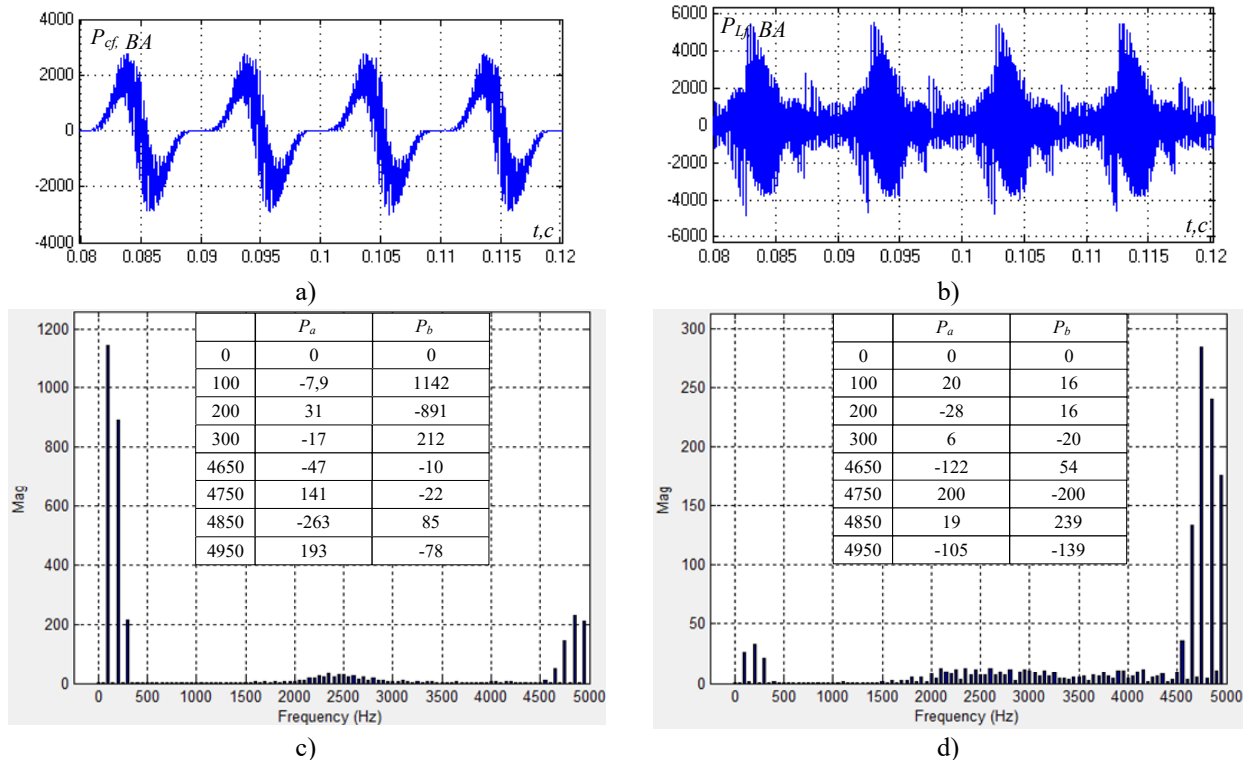 4000
2000
0
-2000
-4000
P_cf, BA
t,c
0.08 0.085 0.09 0.095 0.1 0.105 0.11 0.115 0.12
a)
6000
4000
2000
0
-2000
-4000
-6000
P_Lf, BA
t,c
0.08 0.085 0.09 0.095 0.1 0.105 0.11 0.115 0.12
b)
1200
1000
800
600
400
200
0
Mag
P_a P_b
0 0 0
100 -7,9 1142
200 31 -891
300 -17 212
4650 -47 -10
4750 141 -22
4850 -263 85
4950 193 -78
0 500 1000 1500 2000 2500 3000 3500 4000 4500 5000
Frequency (Hz)
c)
300
250
200
150
100
50
0
Mag
P_a P_b
0 0 0
100 20 16
200 -28 16
300 6 -20
4650 -122 54
4750 200 -200
4850 19 239
4950 -105 -139
0 500 1000 1500 2000 2500 3000 3500 4000 4500 5000
Frequency (Hz)
d)